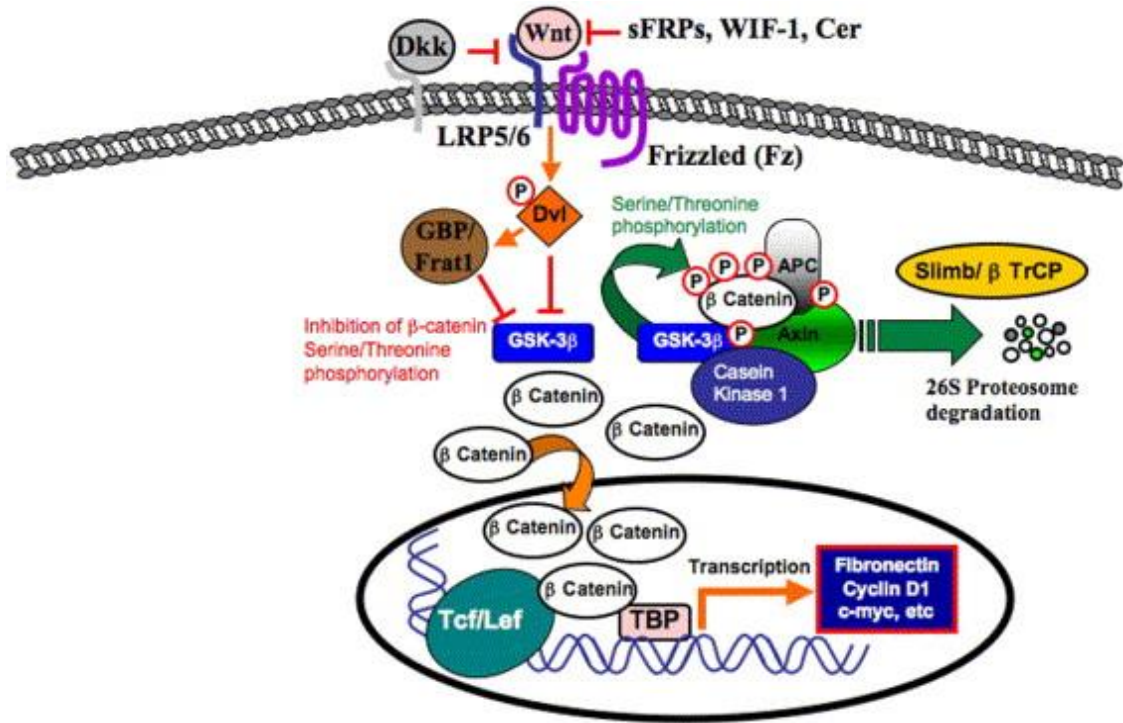 Dkk
Wnt
sFRPs, WIF-1, Cer
LRP5/6
Frizzled (Fz)
P
Dvl
GBP/
Frat1
Serine/Threonine
phosphorylation
P
P
P
APC
P
β Catenin
P
Axin
Slimb/ β TrCP
Inhibition of β-catenin
Serine/Threonine
phosphorylation
GSK-3β
GSK-3β
Casein
Kinase 1
26S Proteosome
degradation
β Catenin
β Catenin
β Catenin
β Catenin
β Catenin
β Catenin
Tcf/Lef
TBP
Transcription
Fibronectin
Cyclin D1
c-myc, etc